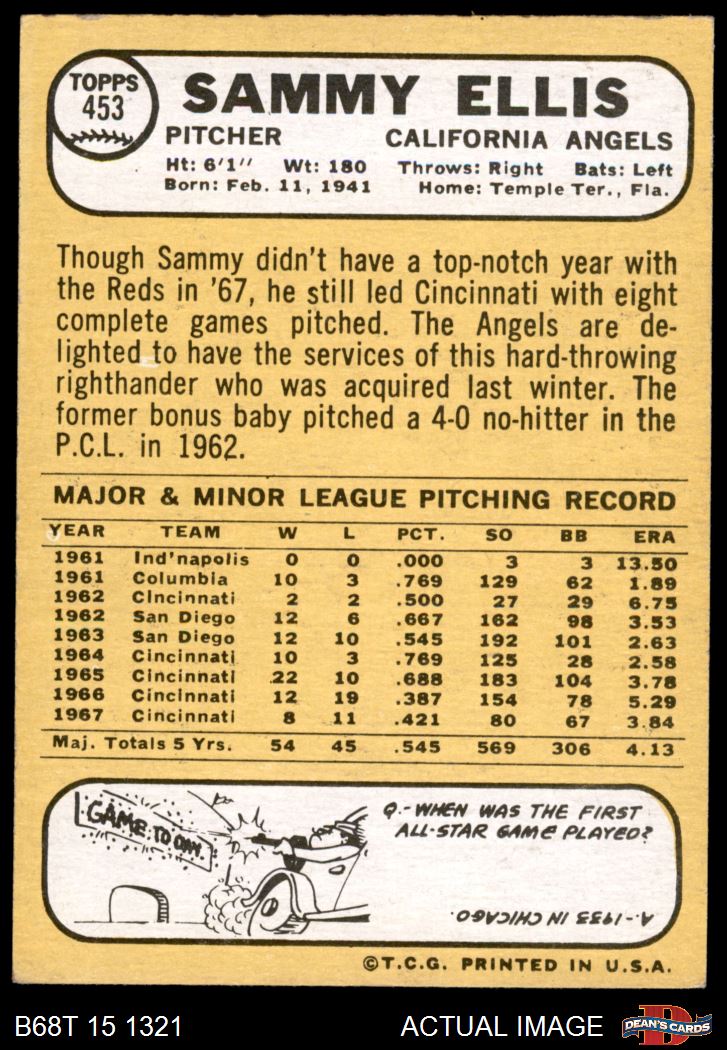 TOPPS
453
SAMMY ELLIS
PITCHER CALIFORNIA ANGELS
Ht: 6'1" Wt: 180 Throws: Right Bats: Left
Born: Feb. 11, 1941 Home: Temple Ter., Fla.
Though Sammy didn't have a top-notch year with
the Reds in '67, he still led Cincinnati with eight
complete games pitched. The Angels are de-
lighted to have the services of this hard-throwing
righthander who was acquired last winter. The
former bonus baby pitched a 4-0 no-hitter in the
P.C.L. in 1962.
MAJOR & MINOR LEAGUE PITCHING RECORD
YEAR TEAM W L PCT. SO BB ERA
1961 Ind'napolis 0 0 .000 3 3 13.50
1961 Columbia 10 3 .769 129 62 1.89
1962 Cincinnati 2 2 .500 27 29 6.75
1962 San Diego 12 6 .667 162 98 3.53
1963 San Diego 12 10 .545 192 101 2.63
1964 Cincinnati 10 3 .769 125 28 2.58
1965 Cincinnati 22 10 .688 183 104 3.78
1966 Cincinnati 12 19 .387 154 78 5.29
1967 Cincinnati 8 11 .421 80 67 3.84
Maj. Totals 5 Yrs. 54 45 .545 569 306 4.13
GAME TODAY.
Q.-WHEN WAS THE FIRST
ALL-STAR GAME PLAYED?
A.-1933 IN CHICAGO.
©T.C.G. PRINTED IN U.S.A.
B68T 15 1321 ACTUAL IMAGE D DEAN'S CARDS